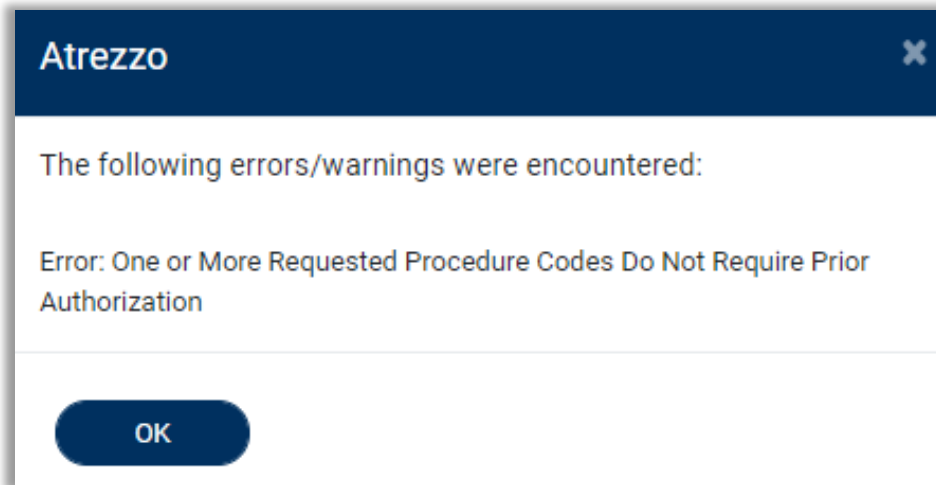 Atrezzo
The following errors/warnings were encountered:
Error: One or More Requested Procedure Codes Do Not Require Prior
Authorization
OK